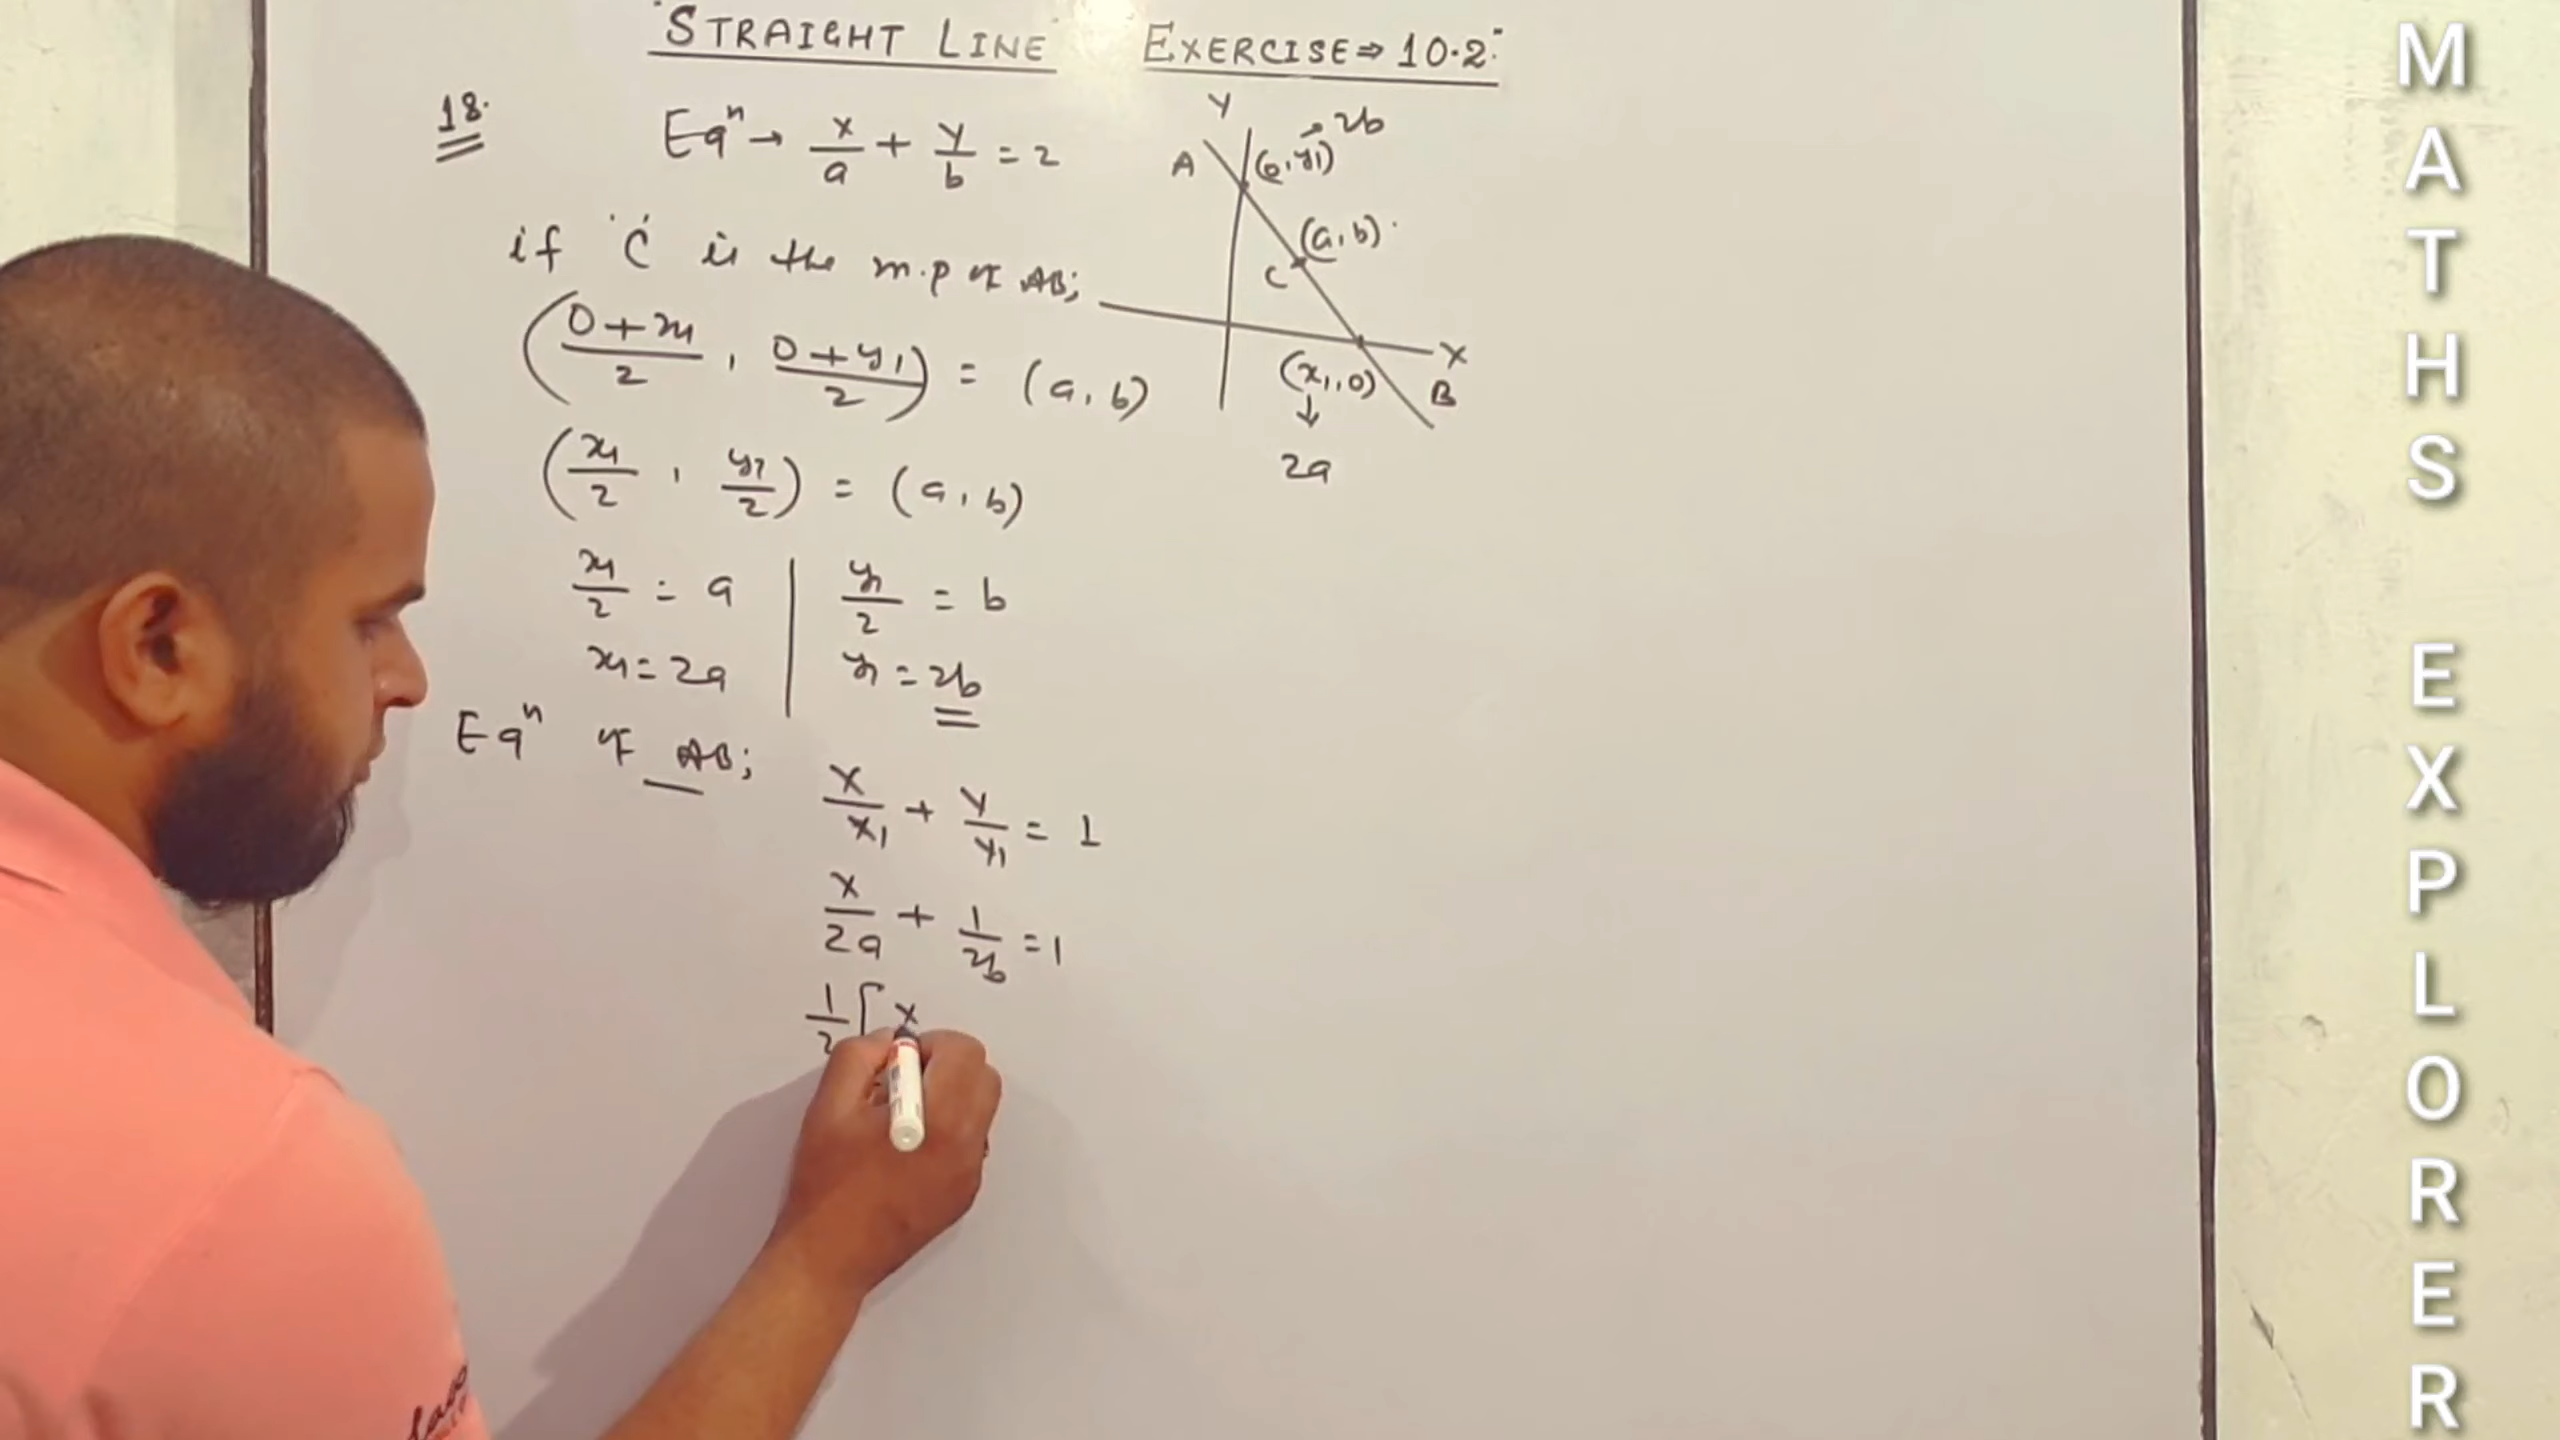 "STRAIGHT LINE EXERCISE ⇒ 10.2"
18.
Eqⁿ → x/a + y/b = 2
if 'C' is the m.p of AB;
((0+x₁)/2 , (0+y₁)/2) = (a, b)
(x₁/2 , y₁/2) = (a, b)
x₁/2 = a | y₁/2 = b
x₁ = 2a | y₁ = 2b
Eqⁿ of AB;
x/x₁ + y/y₁ = 1
x/2a + 1/2b = 1
1/2 [ x
Y
A
(0, y₁) → 2b
(a, b)
C
X
(x₁, 0)
B
↓
2a
MATHS EXPLORER